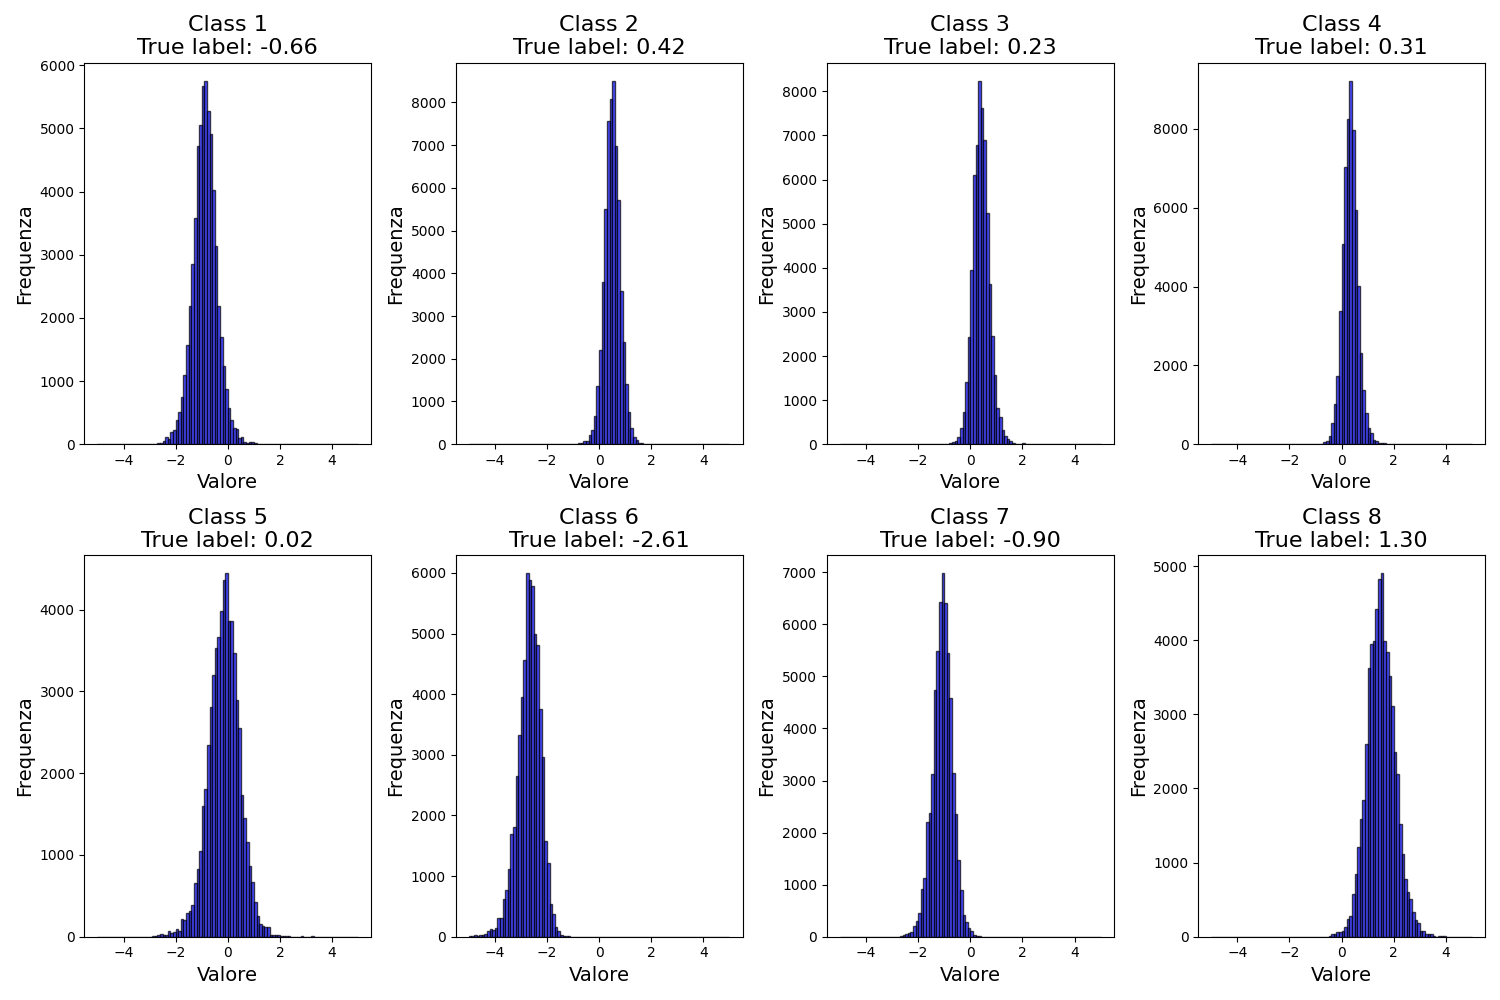 Class 1
True label: -0.66
Class 2
True label: 0.42
Class 3
True label: 0.23
Class 4
True label: 0.31
Frequenza
6000
5000
4000
3000
2000
1000
0
−4 −2 0 2 4
Valore
Frequenza
8000
7000
6000
5000
4000
3000
2000
1000
0
−4 −2 0 2 4
Valore
Frequenza
8000
7000
6000
5000
4000
3000
2000
1000
0
−4 −2 0 2 4
Valore
Frequenza
8000
6000
4000
2000
0
−4 −2 0 2 4
Valore
Class 5
True label: 0.02
Class 6
True label: -2.61
Class 7
True label: -0.90
Class 8
True label: 1.30
Frequenza
4000
3000
2000
1000
0
−4 −2 0 2 4
Valore
Frequenza
6000
5000
4000
3000
2000
1000
0
−4 −2 0 2 4
Valore
Frequenza
7000
6000
5000
4000
3000
2000
1000
0
−4 −2 0 2 4
Valore
Frequenza
5000
4000
3000
2000
1000
0
−4 −2 0 2 4
Valore